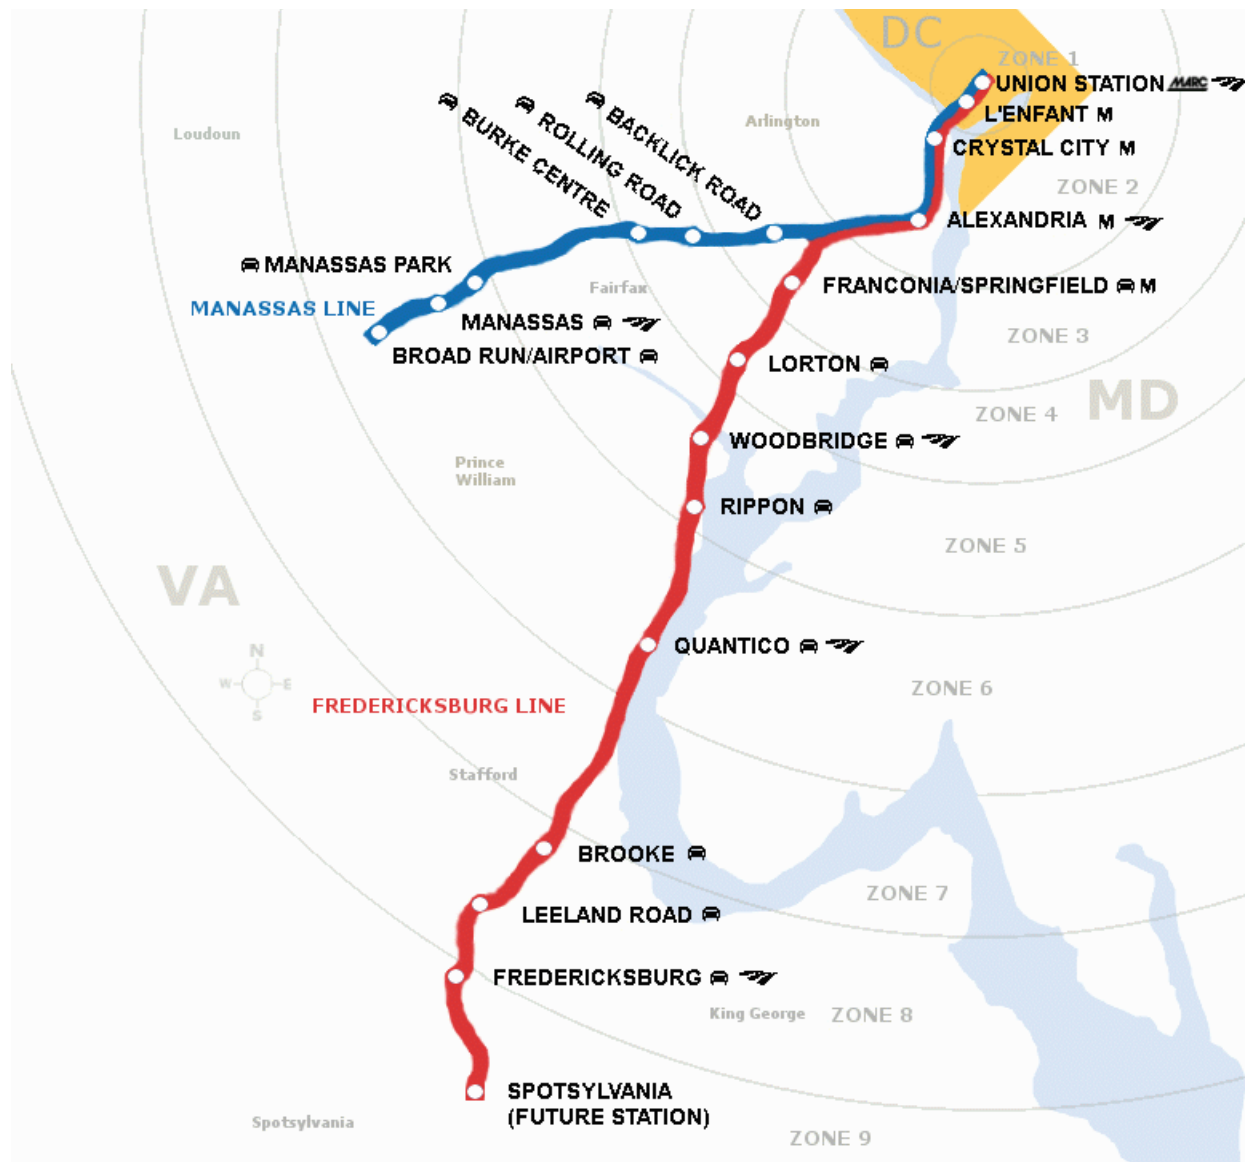 DC
ZONE 1
UNION STATION MARC
L'ENFANT M
CRYSTAL CITY M
Arlington
Loudoun
BURKE CENTRE
ROLLING ROAD
BACKLICK ROAD
ZONE 2
ALEXANDRIA M
MANASSAS PARK
FRANCONIA/SPRINGFIELD M
Fairfax
MANASSAS LINE
MANASSAS
BROAD RUN/AIRPORT
ZONE 3
LORTON
MD
ZONE 4
WOODBRIDGE
Prince
William
RIPPON
ZONE 5
VA
N
W E
S
QUANTICO
ZONE 6
FREDERICKSBURG LINE
Stafford
BROOKE
ZONE 7
LEELAND ROAD
FREDERICKSBURG
King George
ZONE 8
SPOTSYLVANIA
(FUTURE STATION)
Spotsylvania
ZONE 9